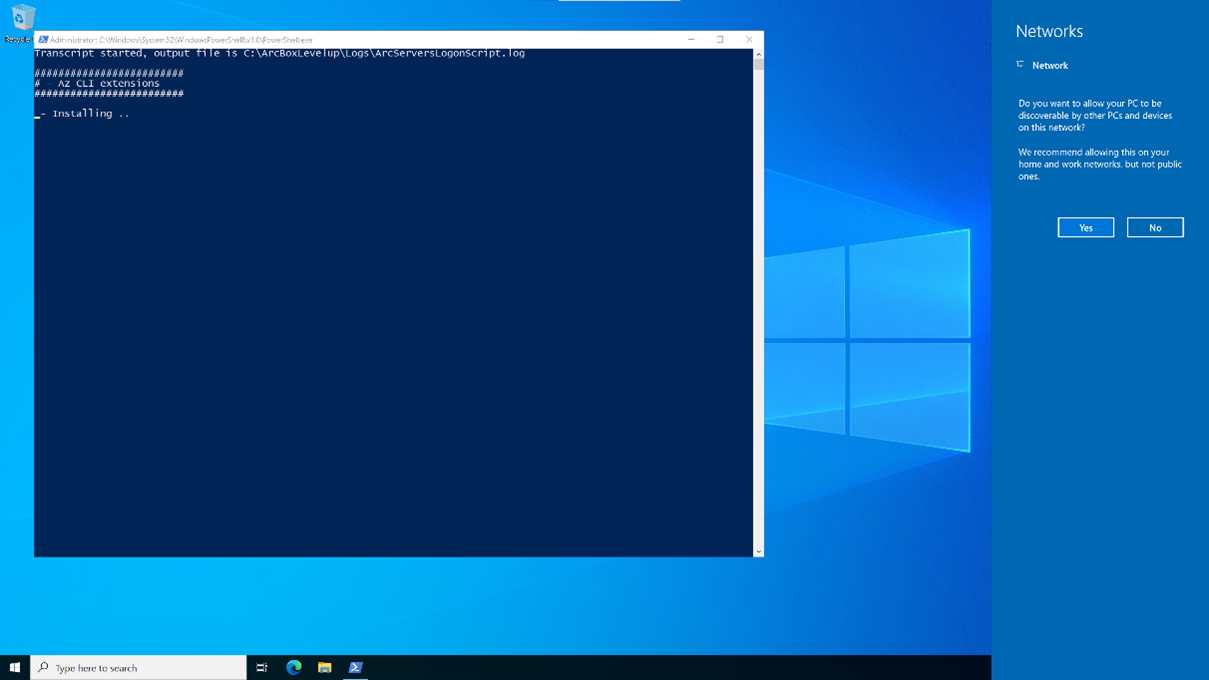 Recycle
Administrator: C:\Windows\System32\WindowsPowerShell\v1.0\PowerShell.exe
Transcript started, output file is C:\ArcBoxLevelup\Logs\ArcServersLogonScript.log
#########################
# - AZ CLI extensions
#########################
- Installing ..
Networks
Network
Do you want to allow your PC to be
discoverable by other PCs and devices
on this network?
We recommend allowing this on your
home and work networks, but not public
ones.
Yes
No
Type here to search